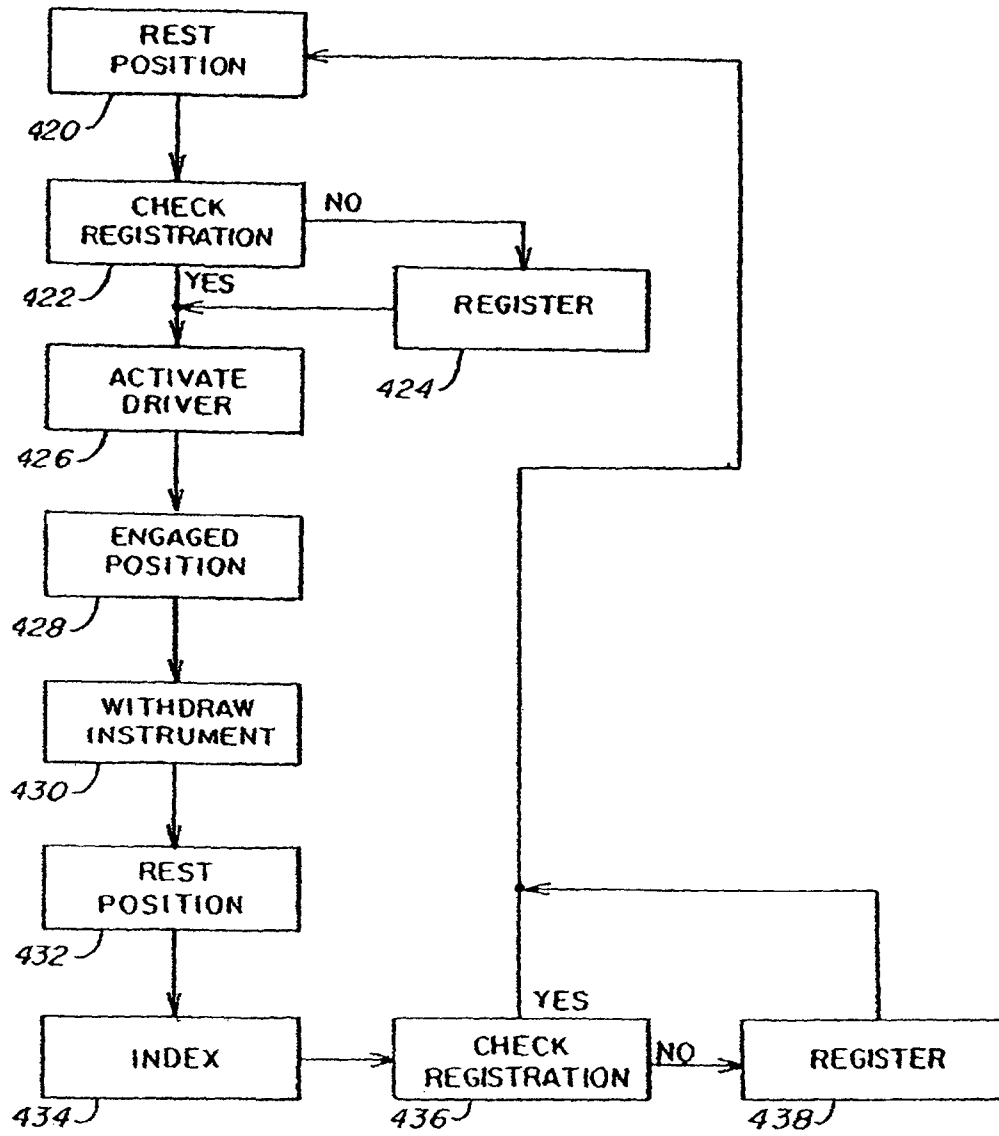 REST
POSITION
420
CHECK
REGISTRATION
NO
422
YES
REGISTER
424
ACTIVATE
DRIVER
426
ENGAGED
POSITION
428
WITHDRAW
INSTRUMENT
430
REST
POSITION
432
INDEX
434
YES
CHECK
REGISTRATION
436
NO
REGISTER
438